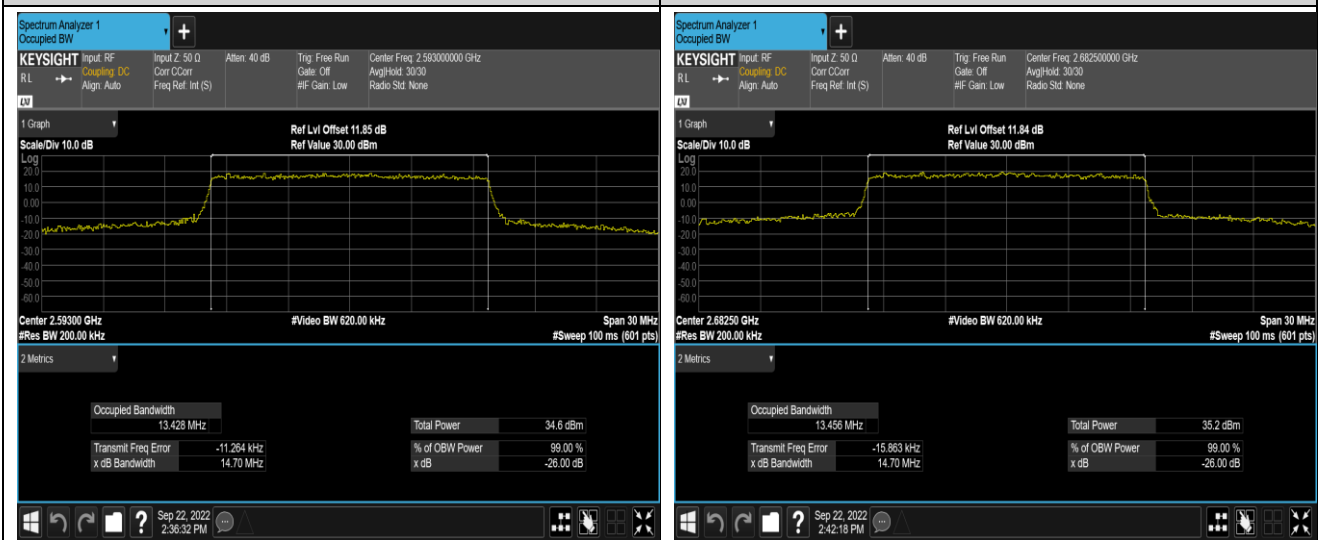 Spectrum Analyzer 1
Occupied BW
+
KEYSIGHT Input: RF Input Z: 50 Ω Atten: 40 dB Trig: Free Run Center Freq: 2.593000000 GHz
R L Coupling: DC Corr CCorr Gate: Off Avg|Hold: 30/30
Align: Auto Freq Ref: Int (S) #IF Gain: Low Radio Std: None
LXI
1 Graph
Ref Lvl Offset 11.85 dB
Scale/Div 10.0 dB Ref Value 30.00 dBm
Log
20.0
10.0
0.00
-10.0
-20.0
-30.0
-40.0
-50.0
-60.0
Center 2.59300 GHz #Video BW 620.00 kHz Span 30 MHz
#Res BW 200.00 kHz #Sweep 100 ms (601 pts)
2 Metrics
Occupied Bandwidth
13.428 MHz Total Power 34.6 dBm
Transmit Freq Error -11.264 kHz % of OBW Power 99.00 %
x dB Bandwidth 14.70 MHz x dB -26.00 dB
? Sep 22, 2022
2:36:32 PM
Spectrum Analyzer 1
Occupied BW
+
KEYSIGHT Input: RF Input Z: 50 Ω Atten: 40 dB Trig: Free Run Center Freq: 2.682500000 GHz
R L Coupling: DC Corr CCorr Gate: Off Avg|Hold: 30/30
Align: Auto Freq Ref: Int (S) #IF Gain: Low Radio Std: None
LXI
1 Graph
Ref Lvl Offset 11.84 dB
Scale/Div 10.0 dB Ref Value 30.00 dBm
Log
20.0
10.0
0.00
-10.0
-20.0
-30.0
-40.0
-50.0
-60.0
Center 2.68250 GHz #Video BW 620.00 kHz Span 30 MHz
#Res BW 200.00 kHz #Sweep 100 ms (601 pts)
2 Metrics
Occupied Bandwidth
13.456 MHz Total Power 35.2 dBm
Transmit Freq Error -15.863 kHz % of OBW Power 99.00 %
x dB Bandwidth 14.70 MHz x dB -26.00 dB
? Sep 22, 2022
2:42:18 PM